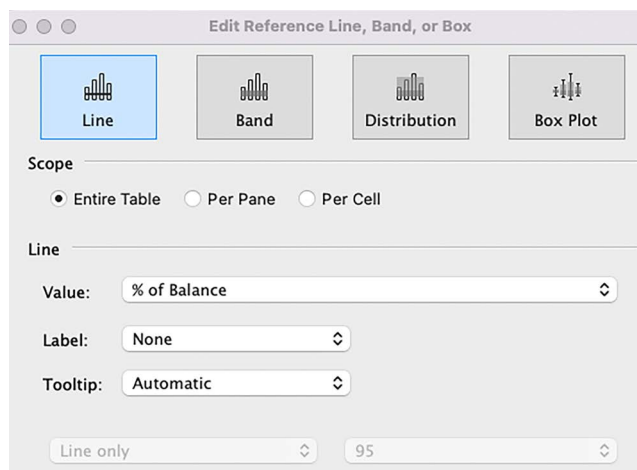 Edit Reference Line, Band, or Box
Line Band Distribution Box Plot
Scope
Entire Table Per Pane Per Cell
Line
Value: % of Balance
Label: None
Tooltip: Automatic
Line only 95